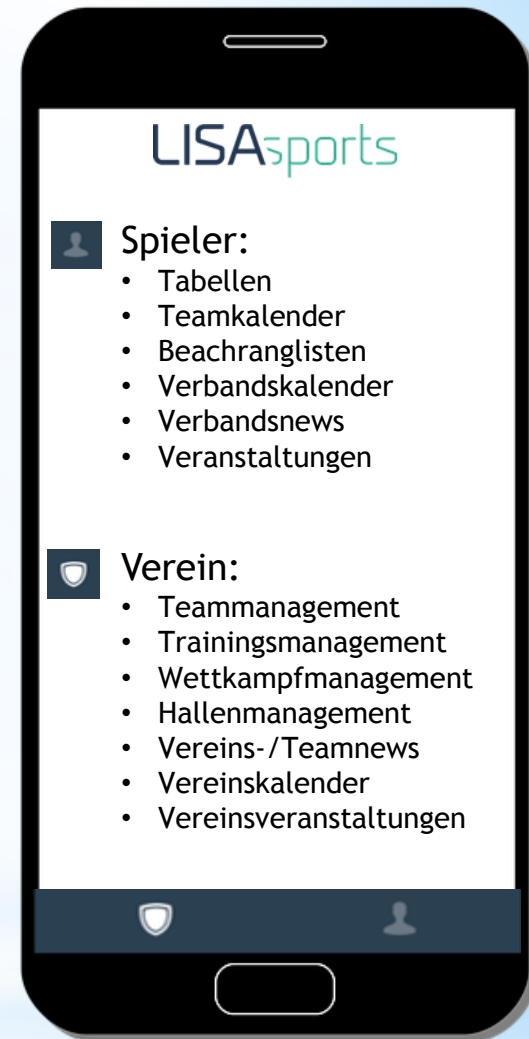 LISAsports
Spieler:
• Tabellen
• Teamkalender
• Beachranglisten
• Verbandskalender
• Verbandsnews
• Veranstaltungen
Verein:
• Teammanagement
• Trainingsmanagement
• Wettkampfmanagement
• Hallenmanagement
• Vereins-/Teamnews
• Vereinskalender
• Vereinsveranstaltungen